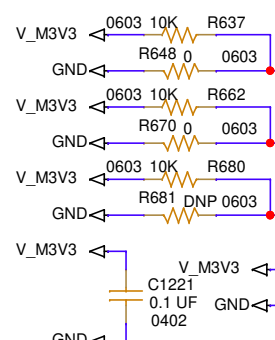 0603 10K R637
V_M3V3
R648 0 0603
GND
0603 10K R662
V_M3V3
R670 0 0603
GND
0603 10K R680
V_M3V3
R681 DNP 0603
GND
V_M3V3
V_M3V3
C1221
0.1 UF GND
0402
GND